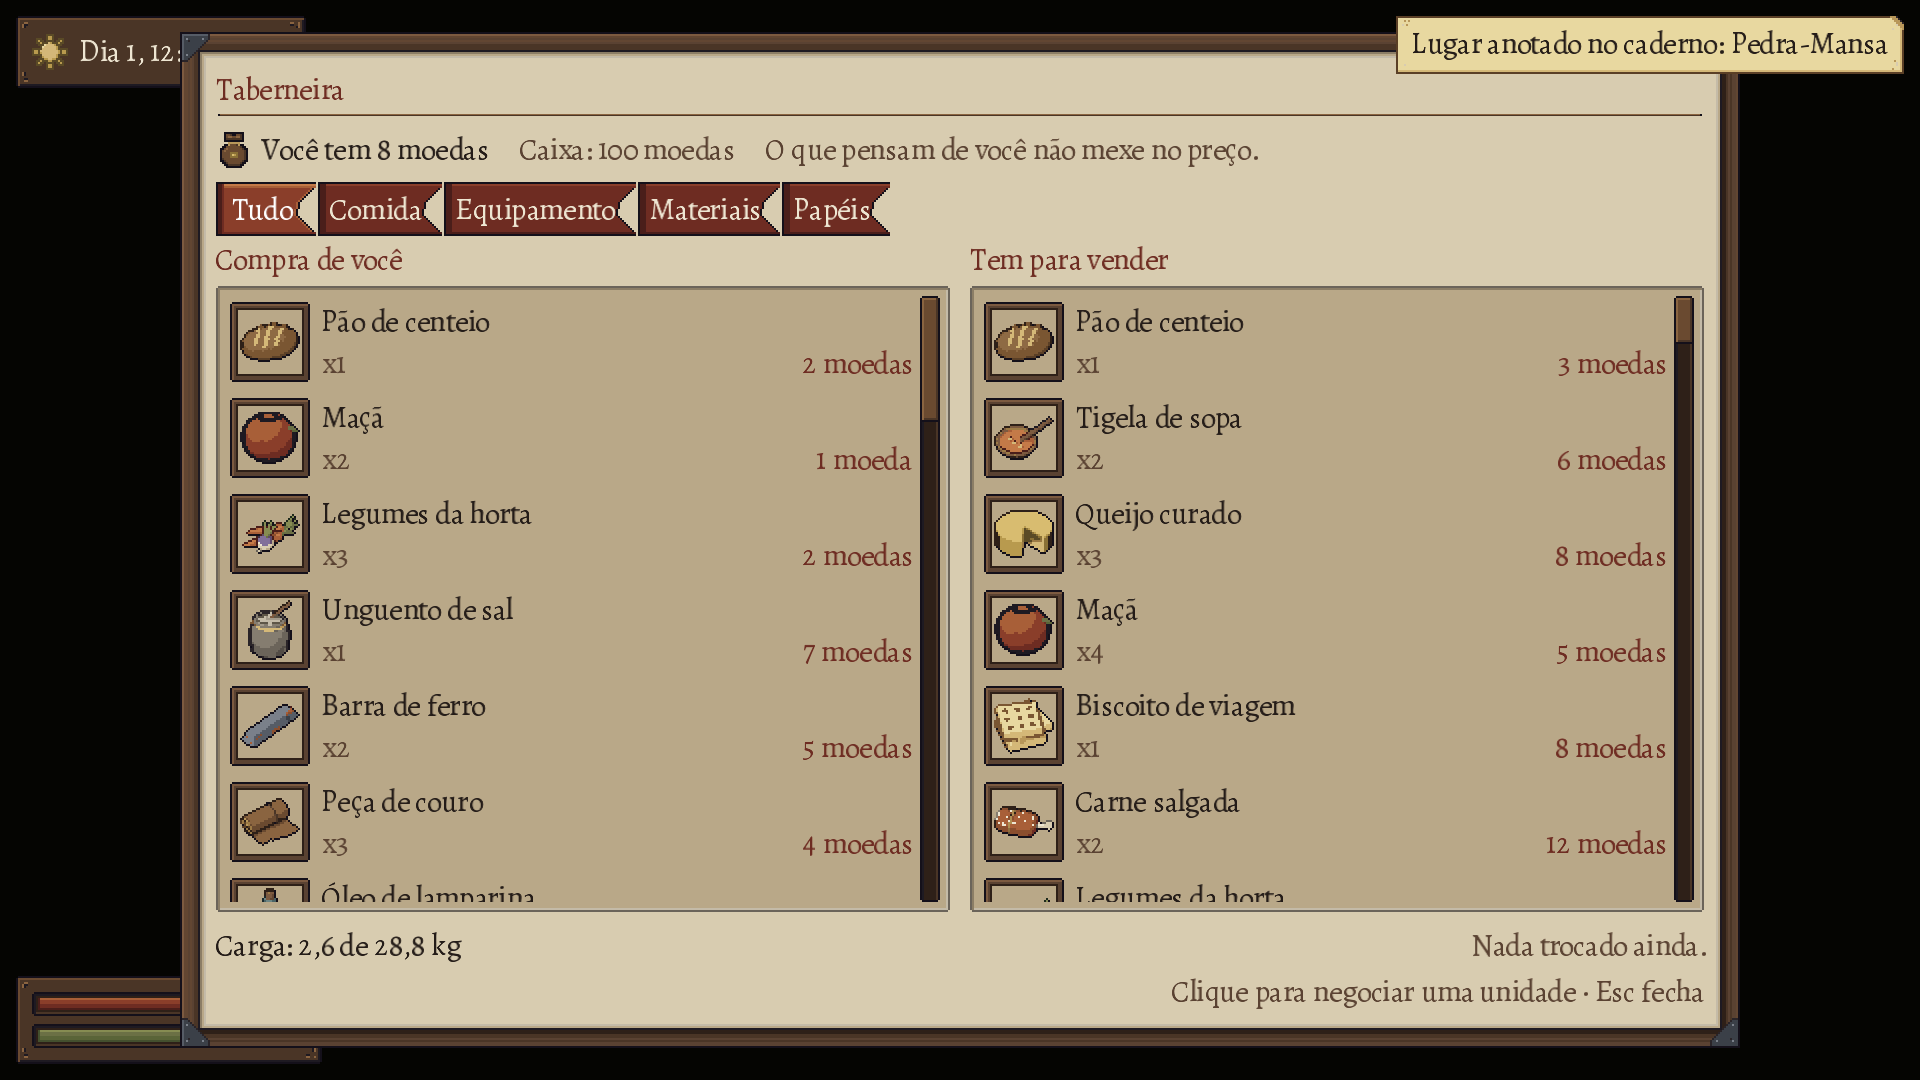 Dia 1, 12:
Lugar anotado no caderno: Pedra-Mansa
Taberneira
Você tem 8 moedas
Caixa: 100 moedas
O que pensam de você não mexe no preço.
Tudo
Comida
Equipamento
Materiais
Papéis
Compra de você
Pão de centeio
x1
2 moedas
Maçã
x2
1 moeda
Legumes da horta
x3
2 moedas
Unguento de sal
x1
7 moedas
Barra de ferro
x2
5 moedas
Peça de couro
x3
4 moedas
Óleo de lamparina
Tem para vender
Pão de centeio
x1
3 moedas
Tigela de sopa
x2
6 moedas
Queijo curado
x3
8 moedas
Maçã
x4
5 moedas
Biscoito de viagem
x1
8 moedas
Carne salgada
x2
12 moedas
Legumes da horta
Carga: 2,6 de 28,8 kg
Nada trocado ainda.
Clique para negociar uma unidade · Esc fecha